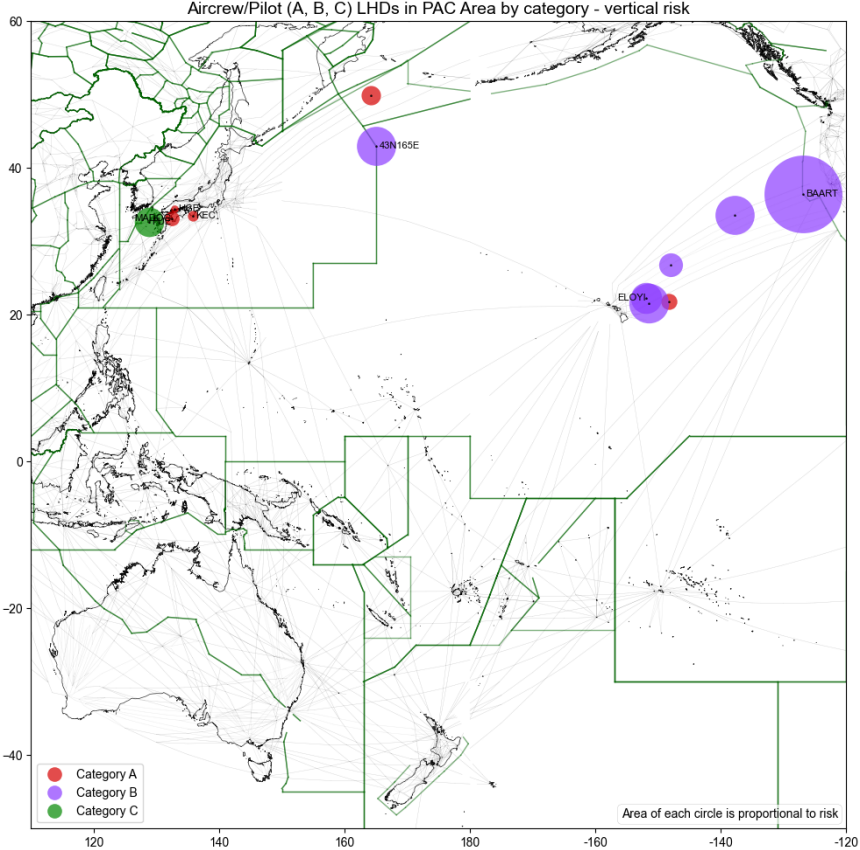 Aircrew/Pilot (A, B, C) LHDs in PAC Area by category - vertical risk
60
40
20
0
−20
−40
43N165E
BAART
KEC
ELOYI
Category A
Category B
Category C
Area of each circle is proportional to risk
120
140
160
180
-160
-140
-120